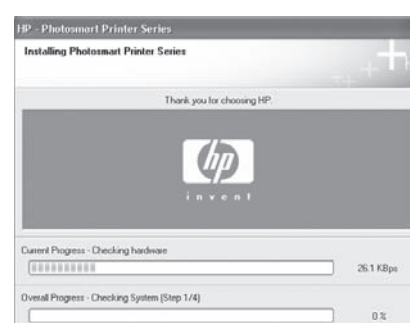 HP - Photosmart Printer Series
Installing Photosmart Printer Series
Thank you for choosing HP.
hp
invent
Current Progress - Checking hardware
26.1 KBps
Overall Progress - Checking System (Step 1/4)
0 %